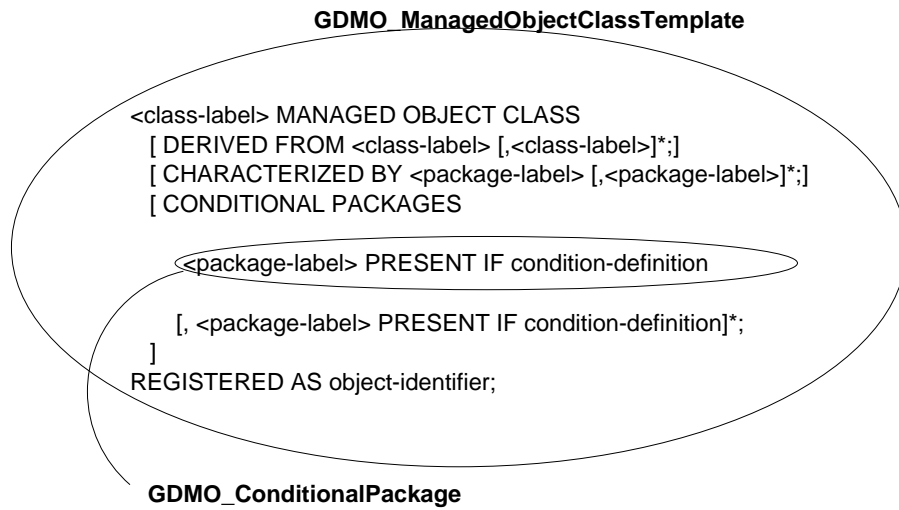 GDMO_ManagedObjectClassTemplate
<class-label> MANAGED OBJECT CLASS
[ DERIVED FROM <class-label> [,<class-label>]*;]
[ CHARACTERIZED BY <package-label> [,<package-label>]*;]
[ CONDITIONAL PACKAGES
<package-label> PRESENT IF condition-definition
[, <package-label> PRESENT IF condition-definition]*;
]
REGISTERED AS object-identifier;
GDMO_ConditionalPackage